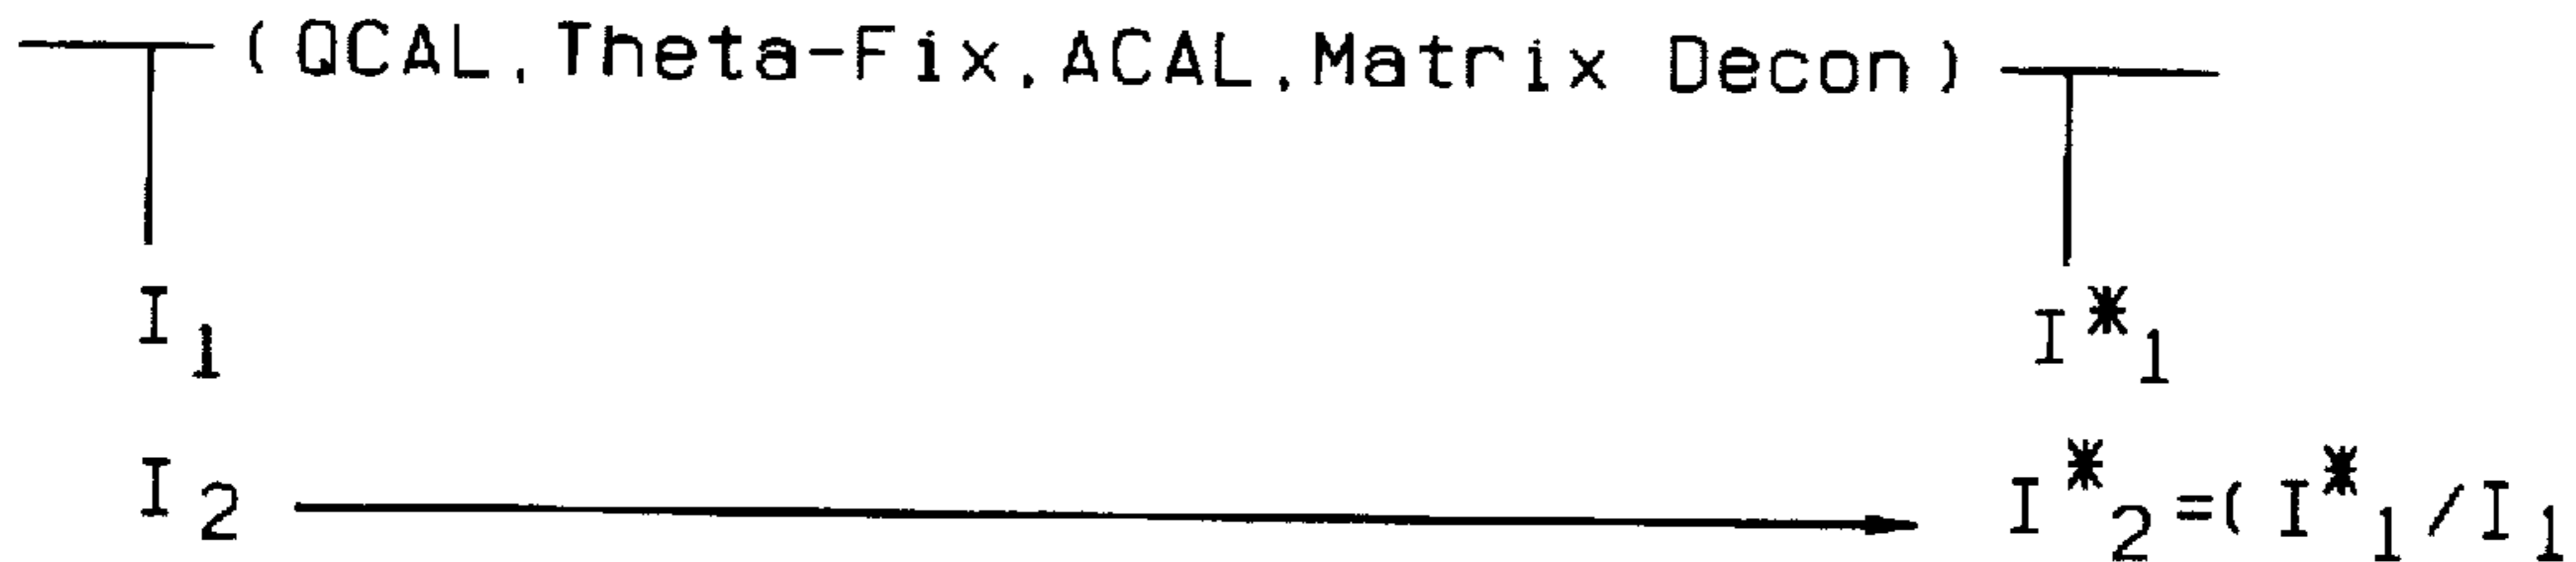 (QCAL,Theta-Fix,ACAL,Matrix Decon)
I₁ I*₁
I₂ I*₂=(I*₁/I₁